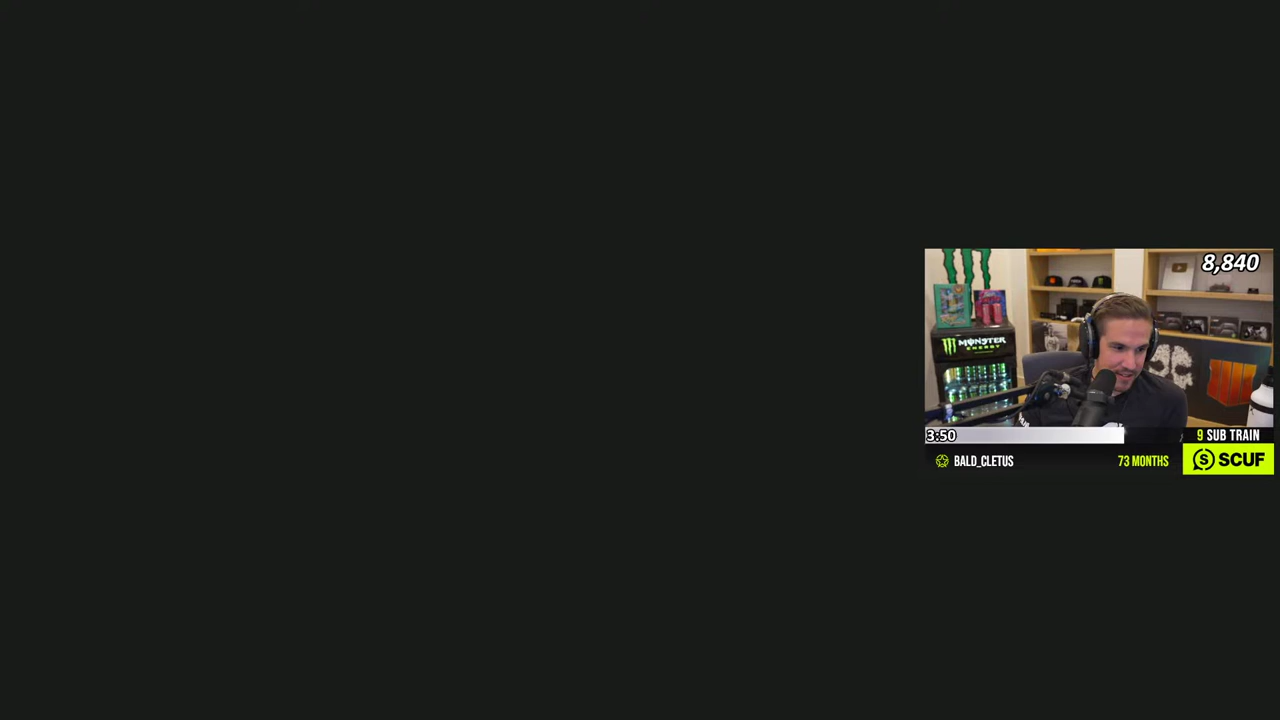 8,840
MONSTER
ENERGY
3:50
9 SUB TRAIN
BALD_CLETUS
73 MONTHS
S SCUF